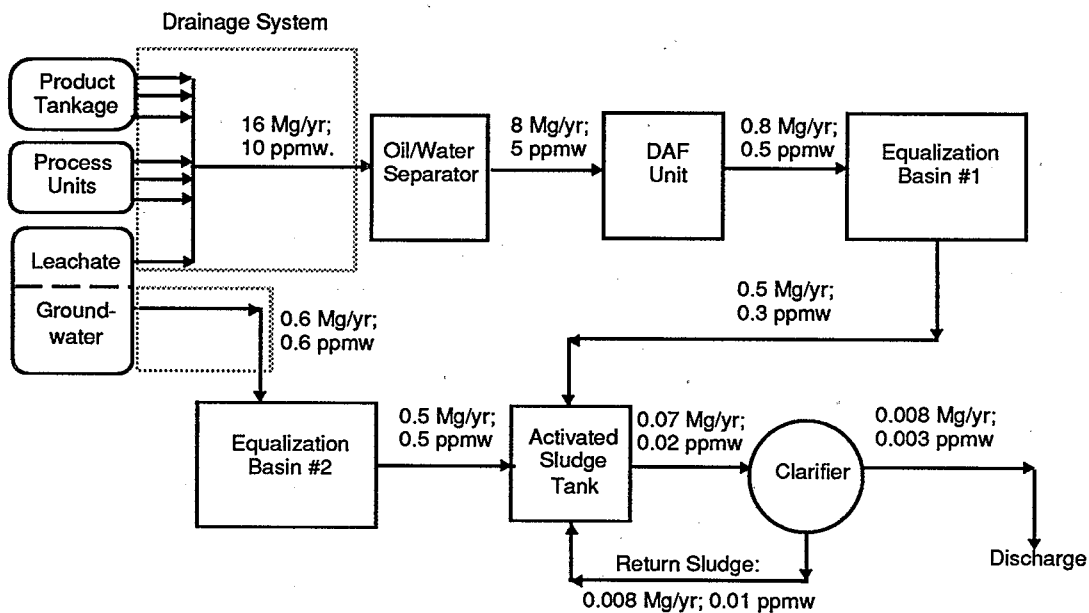 Drainage System
Product
Tankage
Process
Units
Leachate
Ground-
water
16 Mg/yr;
10 ppmw.
Oil/Water
Separator
8 Mg/yr;
5 ppmw
DAF
Unit
0.8 Mg/yr;
0.5 ppmw
Equalization
Basin #1
0.5 Mg/yr;
0.3 ppmw
0.6 Mg/yr;
0.6 ppmw
Equalization
Basin #2
0.5 Mg/yr;
0.5 ppmw
Activated
Sludge
Tank
0.07 Mg/yr;
0.02 ppmw
Clarifier
0.008 Mg/yr;
0.003 ppmw
Discharge
Return Sludge:
0.008 Mg/yr; 0.01 ppmw